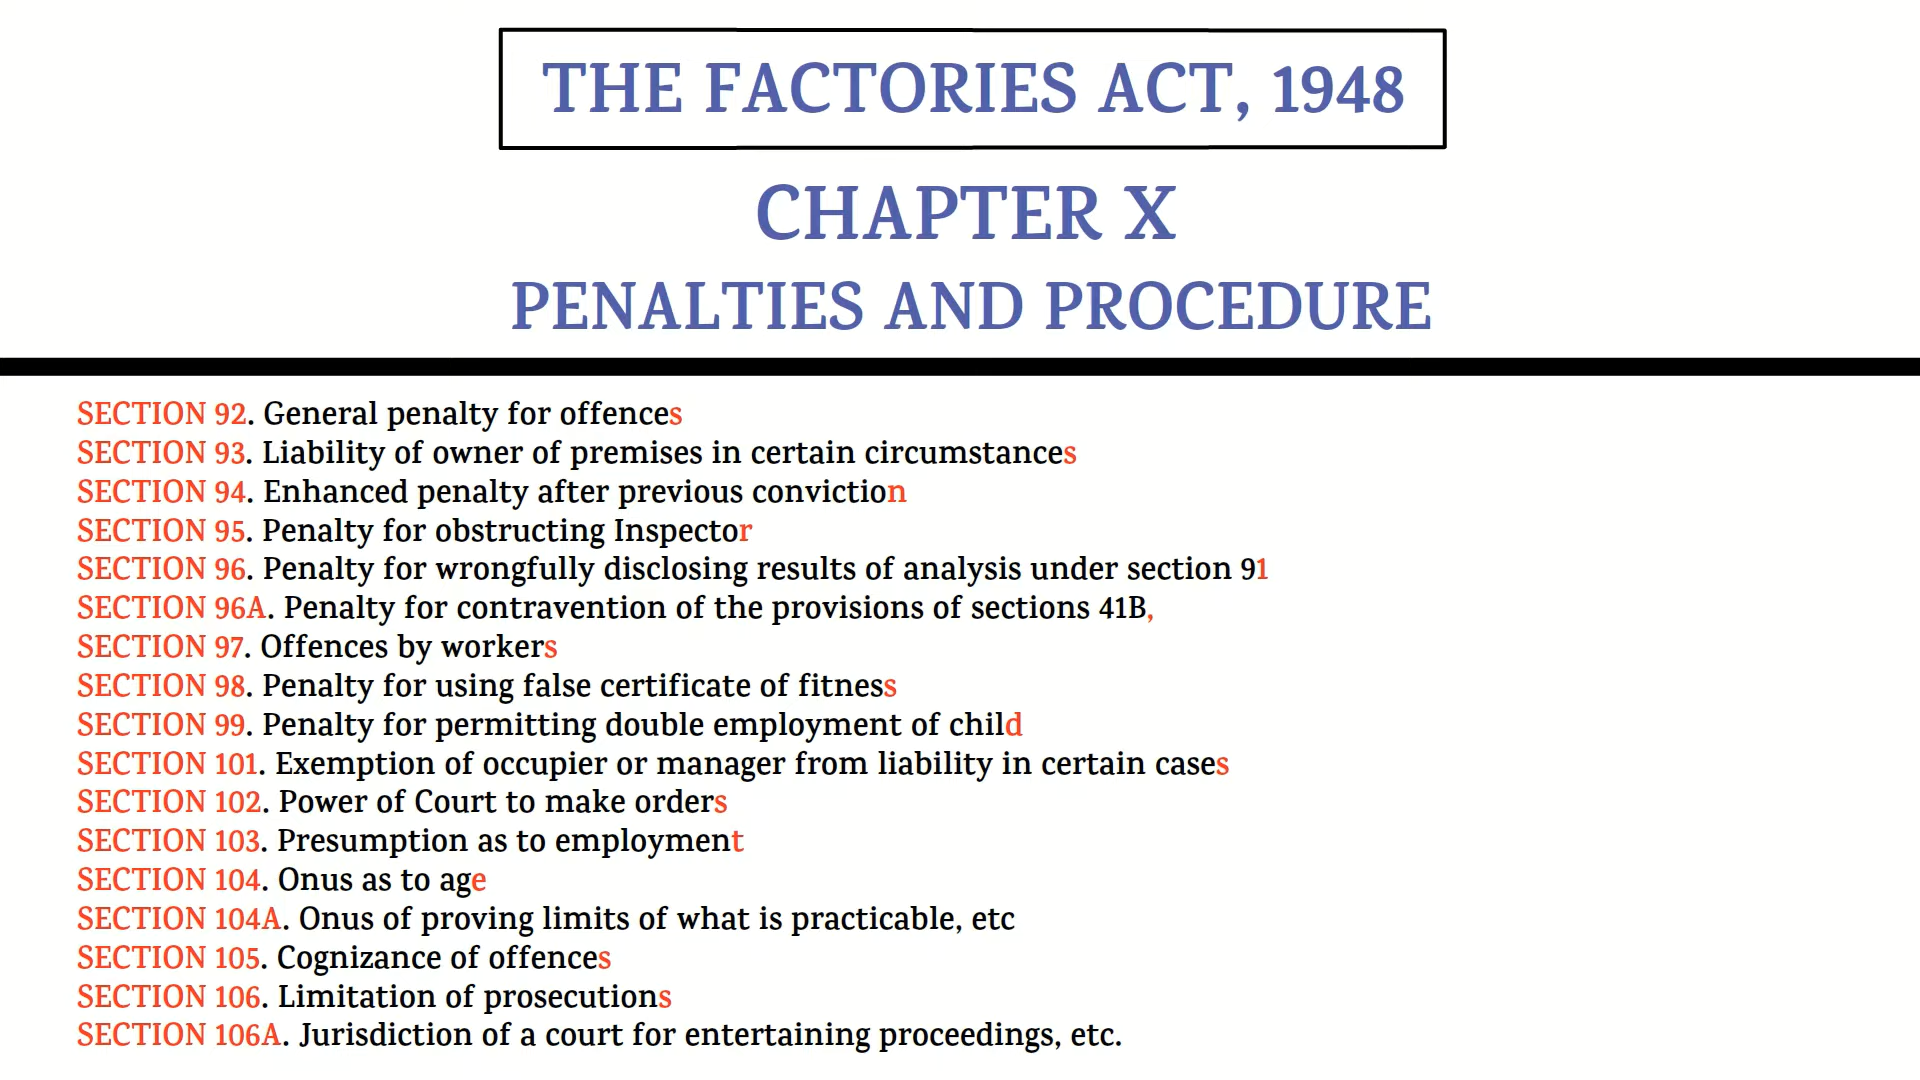 THE FACTORIES ACT, 1948
CHAPTER X
PENALTIES AND PROCEDURE
SECTION 92. General penalty for offences
SECTION 93. Liability of owner of premises in certain circumstances
SECTION 94. Enhanced penalty after previous conviction
SECTION 95. Penalty for obstructing Inspector
SECTION 96. Penalty for wrongfully disclosing results of analysis under section 91
SECTION 96A. Penalty for contravention of the provisions of sections 41B,
SECTION 97. Offences by workers
SECTION 98. Penalty for using false certificate of fitness
SECTION 99. Penalty for permitting double employment of child
SECTION 101. Exemption of occupier or manager from liability in certain cases
SECTION 102. Power of Court to make orders
SECTION 103. Presumption as to employment
SECTION 104. Onus as to age
SECTION 104A. Onus of proving limits of what is practicable, etc
SECTION 105. Cognizance of offences
SECTION 106. Limitation of prosecutions
SECTION 106A. Jurisdiction of a court for entertaining proceedings, etc.